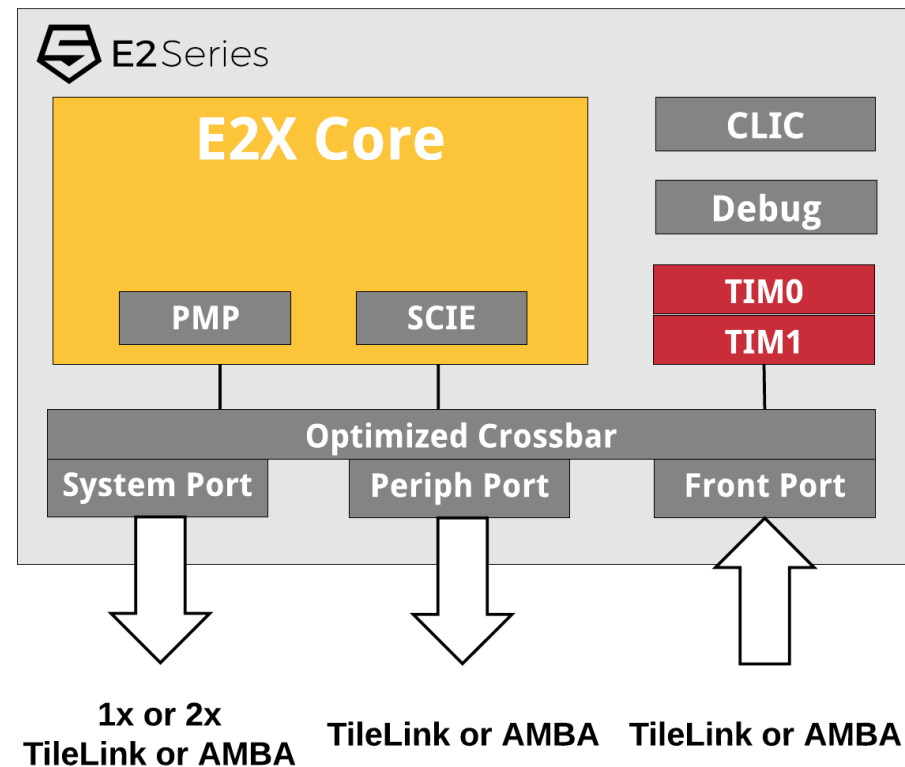 E2Series
E2X Core
CLIC
Debug
PMP
SCIE
TIM0
TIM1
Optimized Crossbar
System Port
Periph Port
Front Port
1x or 2x
TileLink or AMBA
TileLink or AMBA
TileLink or AMBA